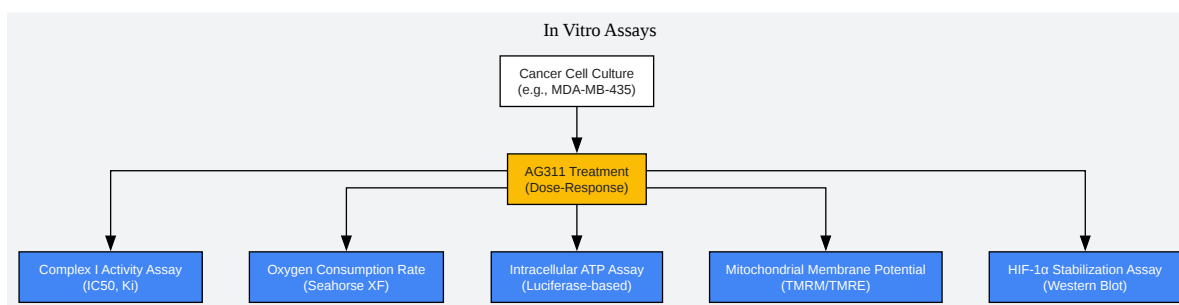 In Vitro Assays
Cancer Cell Culture
(e.g., MDA-MB-435)
AG311 Treatment
(Dose-Response)
Complex I Activity Assay
(IC50, Ki)
Oxygen Consumption Rate
(Seahorse XF)
Intracellular ATP Assay
(Luciferase-based)
Mitochondrial Membrane Potential
(TMRM/TMRE)
HIF-1α Stabilization Assay
(Western Blot)